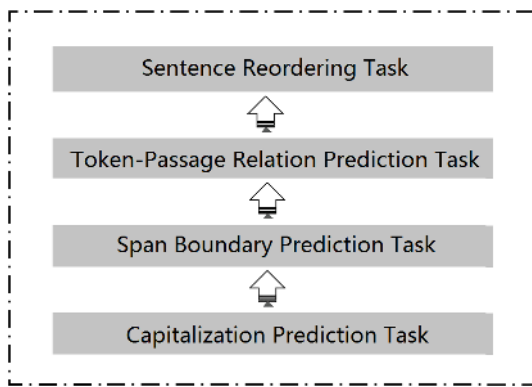 Sentence Reordering Task
Token-Passage Relation Prediction Task
Span Boundary Prediction Task
Capitalization Prediction Task